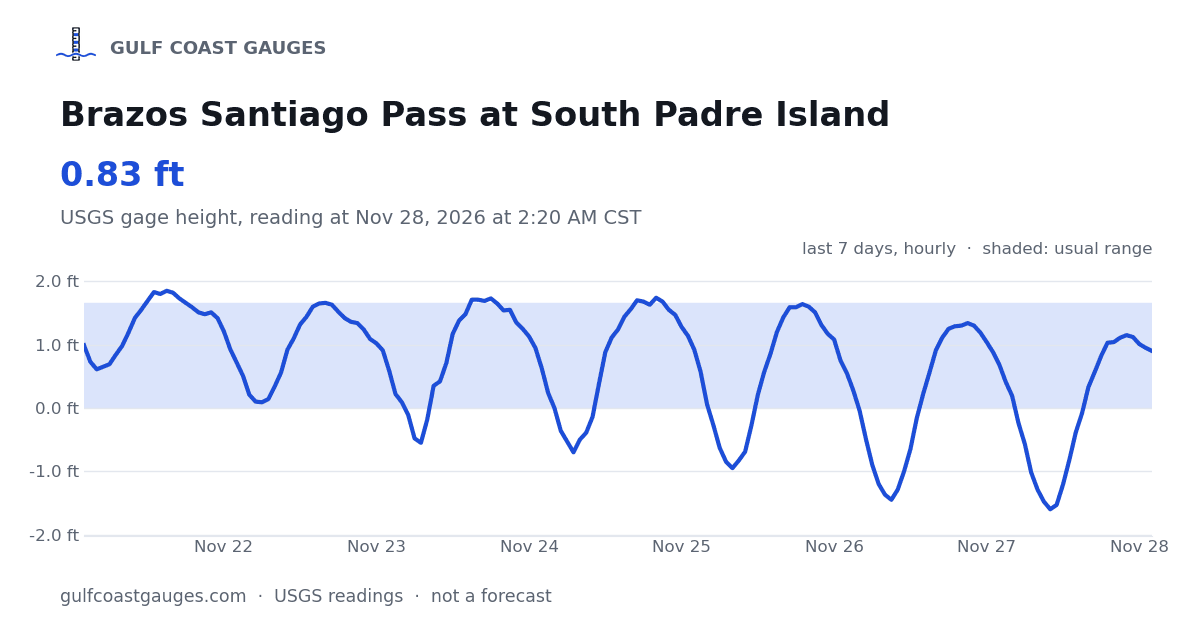 GULF COAST GAUGES
Brazos Santiago Pass at South Padre Island
0.83 ft
USGS gage height, reading at Nov 28, 2026 at 2:20 AM CST
last 7 days, hourly · shaded: usual range
2.0 ft
1.0 ft
0.0 ft
-1.0 ft
-2.0 ft
Nov 22 Nov 23 Nov 24 Nov 25 Nov 26 Nov 27 Nov 28
gulfcoastgauges.com · USGS readings · not a forecast